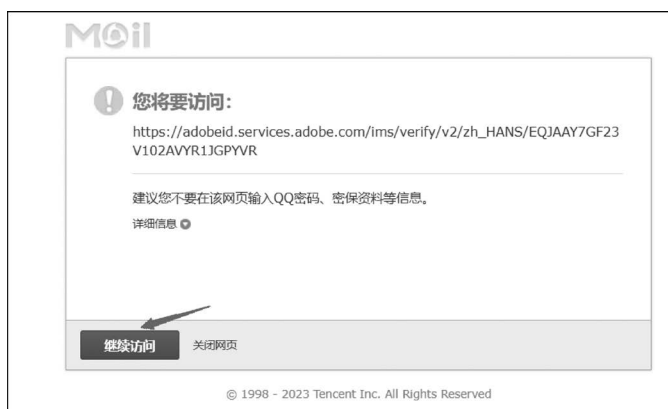 M@il
您将要访问：
https://adobeid.services.adobe.com/ims/verify/v2/zh_HANS/EQJAAY7GF23
V102AVYR1JGPYVR
建议您不要在该网页输入QQ密码、密保资料等信息。
详细信息
继续访问 关闭网页
© 1998 - 2023 Tencent Inc. All Rights Reserved